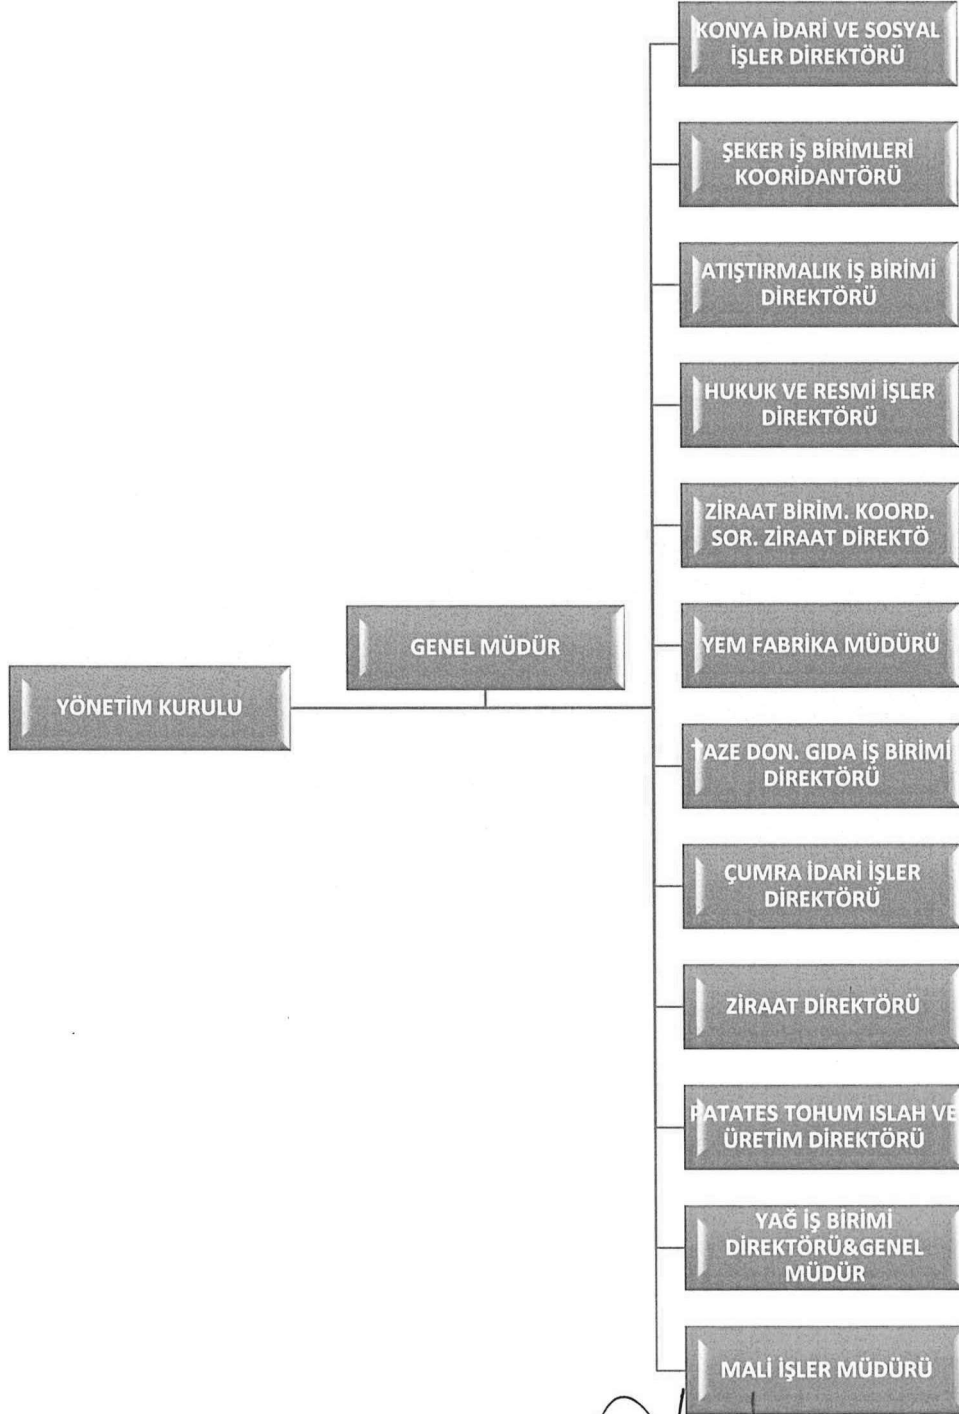 KONYA İDARİ VE SOSYAL
İŞLER DİREKTÖRÜ
ŞEKER İŞ BİRİMLERİ
KOORİDANTÖRÜ
ATIŞTIRMALIK İŞ BİRİMİ
DİREKTÖRÜ
HUKUK VE RESMİ İŞLER
DİREKTÖRÜ
ZİRAAT BİRİM. KOORD.
SOR. ZİRAAT DİREKTÖ
GENEL MÜDÜR
YEM FABRİKA MÜDÜRÜ
YÖNETİM KURULU
TAZE DON. GIDA İŞ BİRİMİ
DİREKTÖRÜ
ÇUMRA İDARİ İŞLER
DİREKTÖRÜ
ZİRAAT DİREKTÖRÜ
PATATES TOHUM ISLAH VE
ÜRETİM DİREKTÖRÜ
YAĞ İŞ BİRİMİ
DİREKTÖRÜ&GENEL
MÜDÜR
MALİ İŞLER MÜDÜRÜ